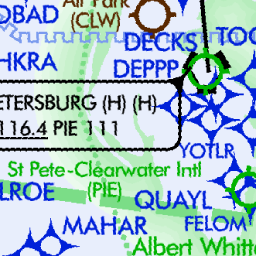 Air Park
OBAD (CLW)
DECKS TOC
HKRA DEPPP
ETERSBURG (H) (H)
116.4 PIE 111
YOTLR
St Pete-Clearwater Intl
(PIE)
LROE QUAYL
MAHAR FELOM
Albert Whitt